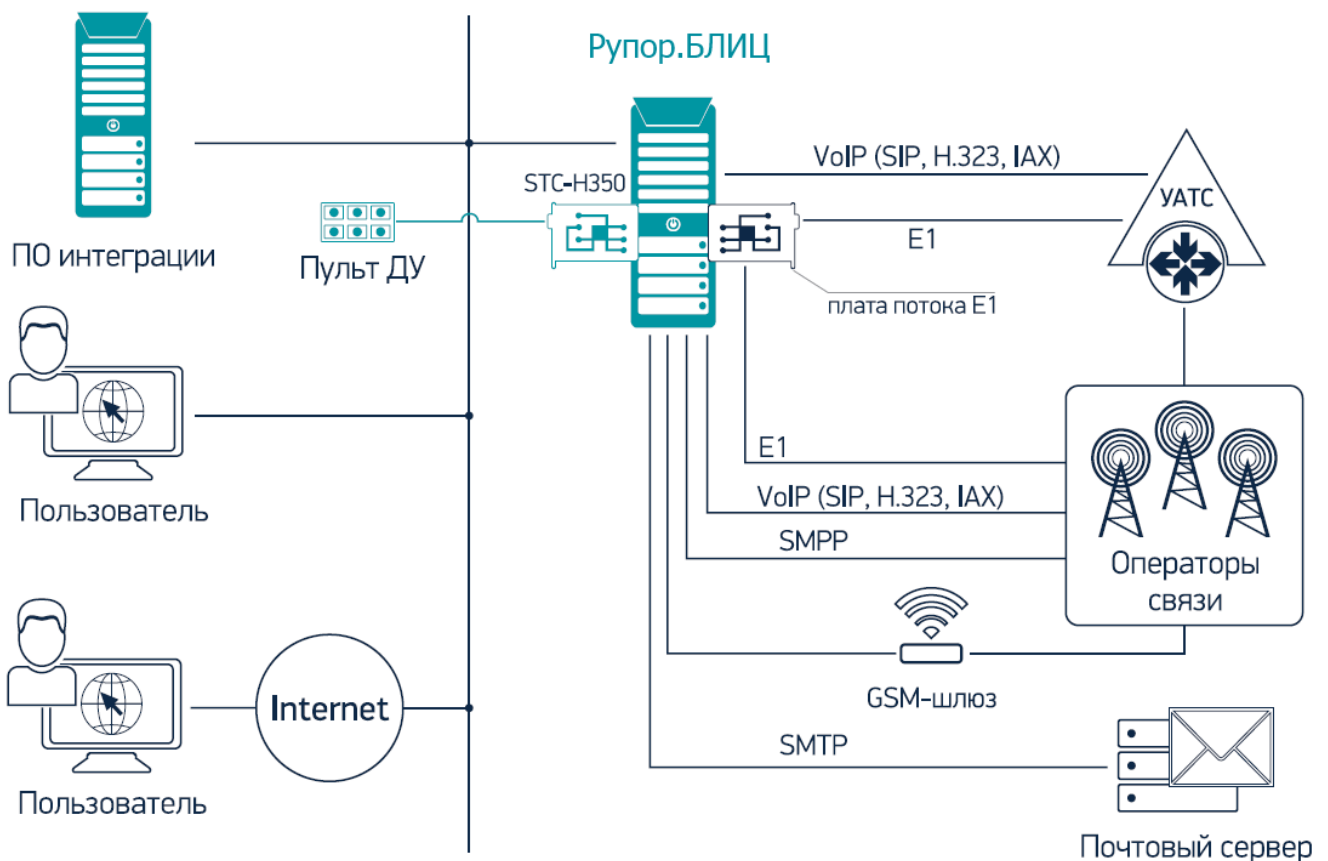 Рупор.БЛИЦ
VoIP (SIP, H.323, IAX)
STC-H350
УАТС
E1
ПО интеграции
Пульт ДУ
плата потока E1
E1
Пользователь
VoIP (SIP, H.323, IAX)
SMPP
Операторы
связи
Internet
GSM-шлюз
SMTP
Пользователь
Почтовый сервер